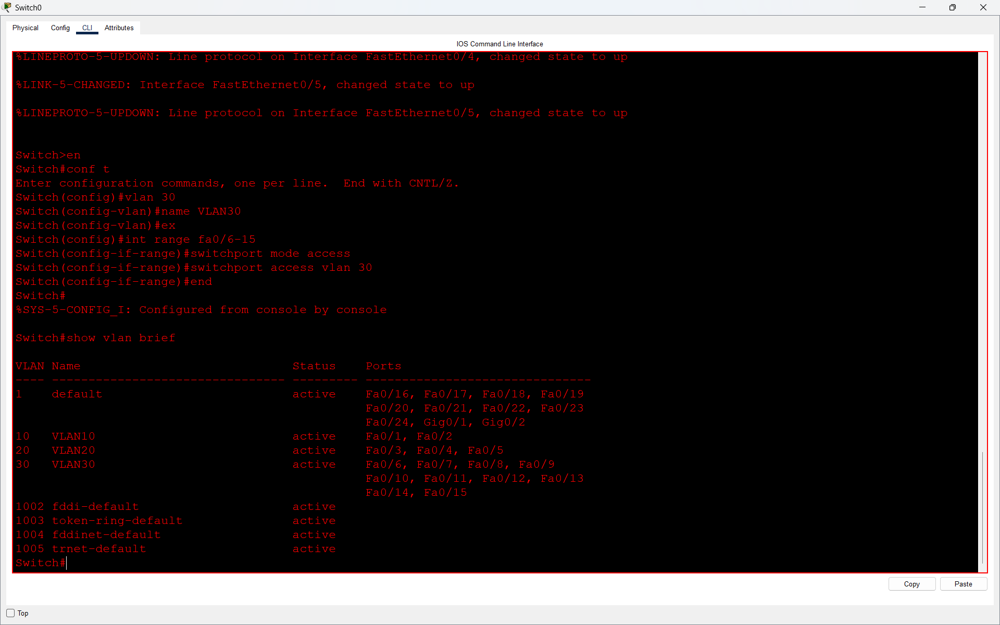 Switch0
Physical Config CLI Attributes
IOS Command Line Interface
%LINEPROTO-5-UPDOWN: Line protocol on Interface FastEthernet0/4, changed state to up
%LINK-5-CHANGED: Interface FastEthernet0/5, changed state to up
%LINEPROTO-5-UPDOWN: Line protocol on Interface FastEthernet0/5, changed state to up
Switch>en
Switch#conf t
Enter configuration commands, one per line.  End with CNTL/Z.
Switch(config)#vlan 30
Switch(config-vlan)#name VLAN30
Switch(config-vlan)#ex
Switch(config)#int range fa0/6-15
Switch(config-if-range)#switchport mode access
Switch(config-if-range)#switchport access vlan 30
Switch(config-if-range)#end
Switch#
%SYS-5-CONFIG_I: Configured from console by console
Switch#show vlan brief
VLAN Name                             Status    Ports
---- -------------------------------- --------- -------------------------------
1    default                          active    Fa0/16, Fa0/17, Fa0/18, Fa0/19
                                                Fa0/20, Fa0/21, Fa0/22, Fa0/23
                                                Fa0/24, Gig0/1, Gig0/2
10   VLAN10                           active    Fa0/1, Fa0/2
20   VLAN20                           active    Fa0/3, Fa0/4, Fa0/5
30   VLAN30                           active    Fa0/6, Fa0/7, Fa0/8, Fa0/9
                                                Fa0/10, Fa0/11, Fa0/12, Fa0/13
                                                Fa0/14, Fa0/15
1002 fddi-default                     active
1003 token-ring-default               active
1004 fddinet-default                  active
1005 trnet-default                    active
Switch#
Copy Paste
Top